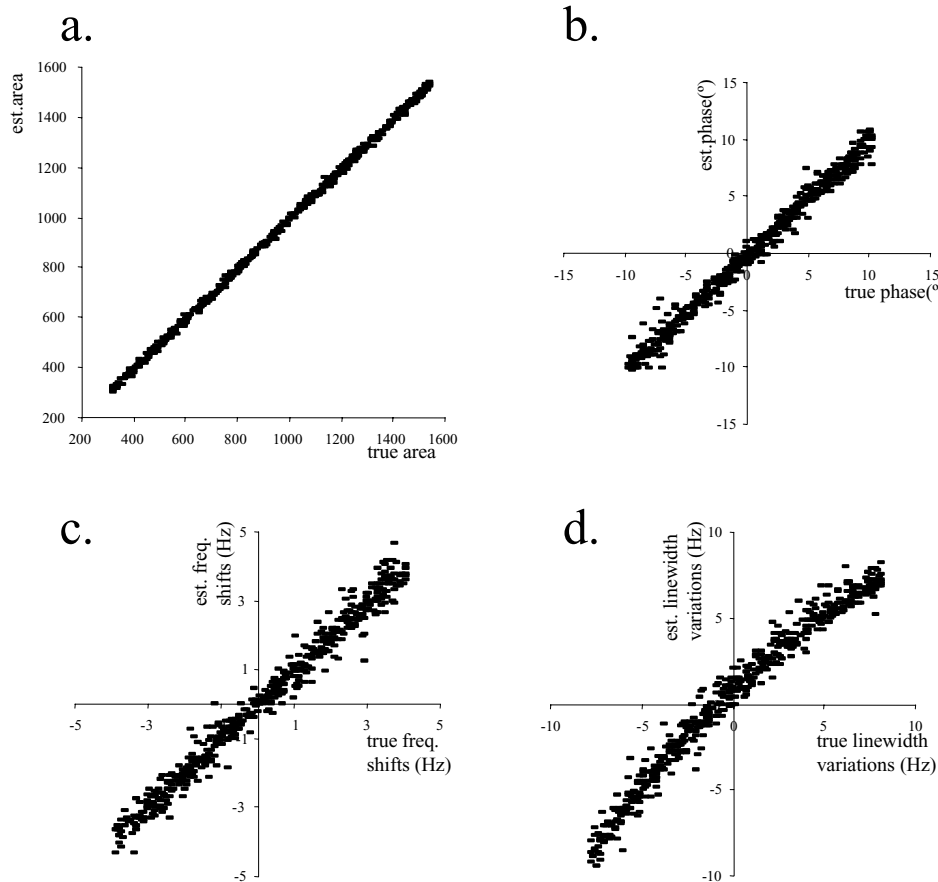 a.
est.area
1600
1400
1200
1000
800
600
400
200
200 400 600 800 1000 1200 1400 1600
true area
b.
est.phase(º)
15
10
5
0
-15 -10 -5 0 5 10 15
true phase(º
-5
-10
-15
c.
est. freq.
shifts (Hz)
5
3
1
-5 -3 1 3 5
-1
true freq.
shifts (Hz)
-3
-5
d.
est. linewidth
variations (Hz)
10
5
-10 -5 0 5 10
true linewidth
variations (Hz)
-5
-10